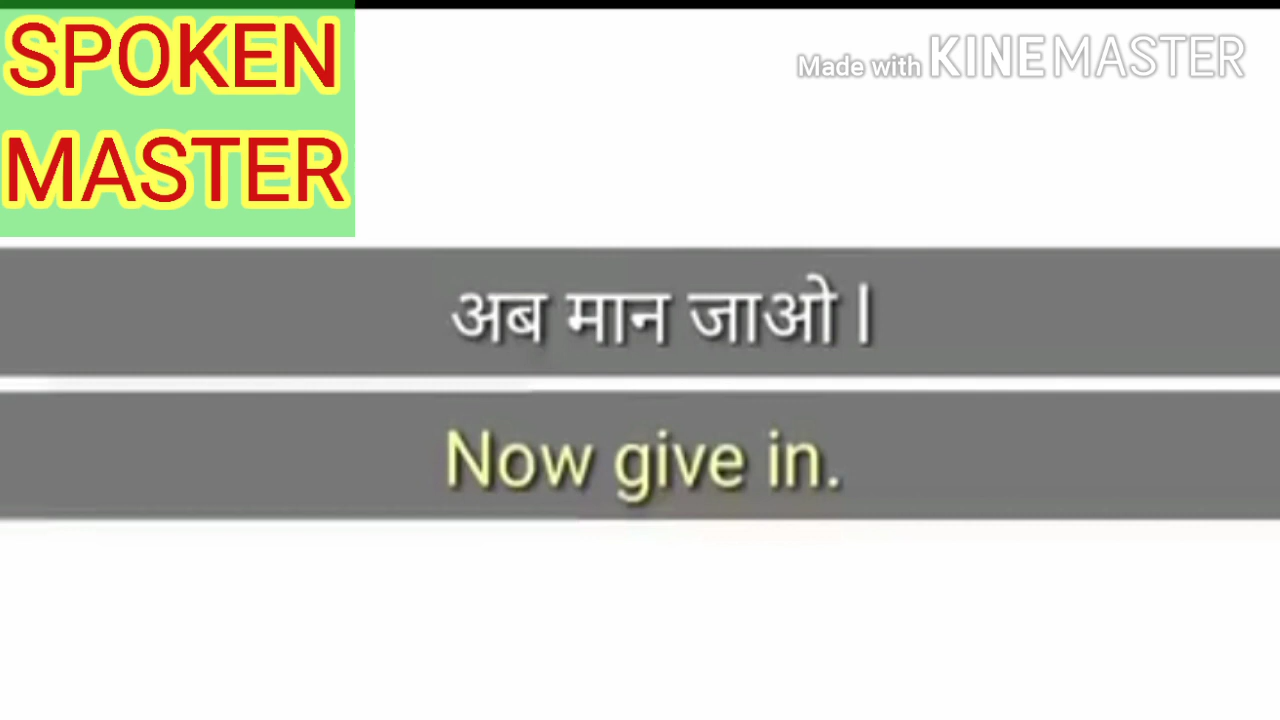 SPOKEN
MASTER
Made with KINEMASTER
अब मान जाओ।
Now give in.